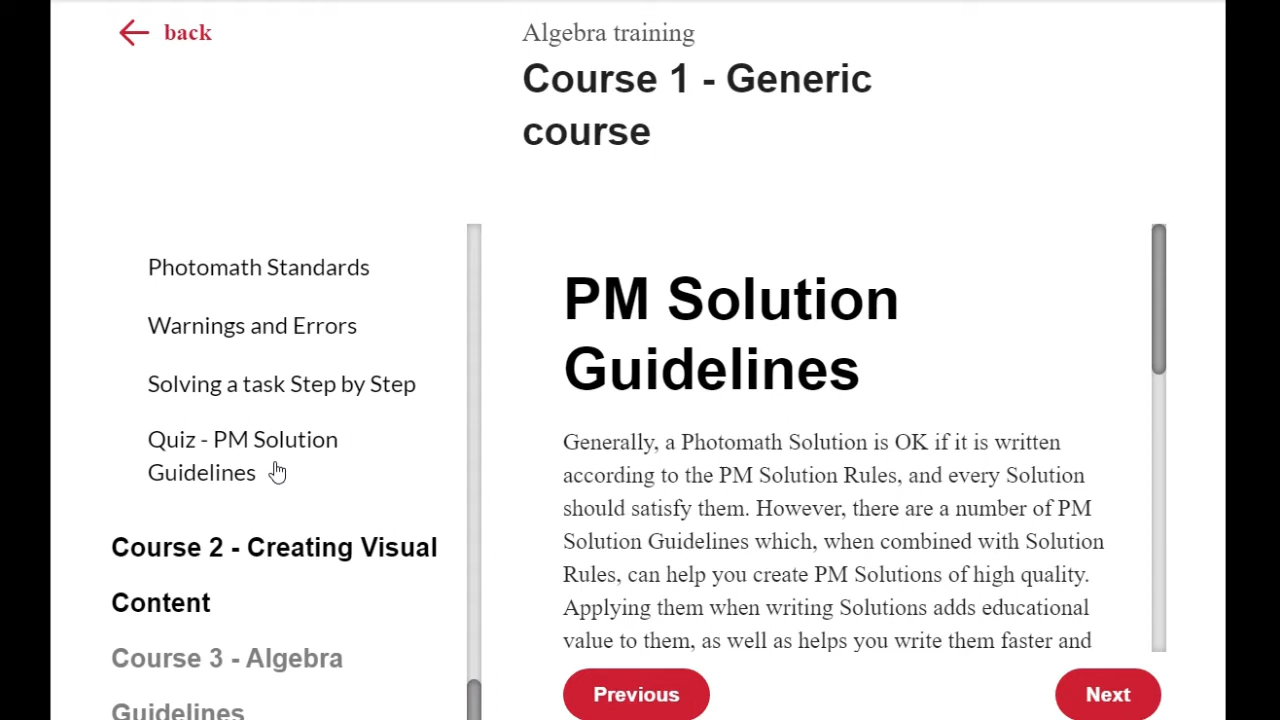 back
Algebra training
Course 1 - Generic
course
Photomath Standards
Warnings and Errors
Solving a task Step by Step
Quiz - PM Solution
Guidelines
Course 2 - Creating Visual
Content
Course 3 - Algebra
Guidelines
PM Solution
Guidelines
Generally, a Photomath Solution is OK if it is written
according to the PM Solution Rules, and every Solution
should satisfy them. However, there are a number of PM
Solution Guidelines which, when combined with Solution
Rules, can help you create PM Solutions of high quality.
Applying them when writing Solutions adds educational
value to them, as well as helps you write them faster and
Previous
Next